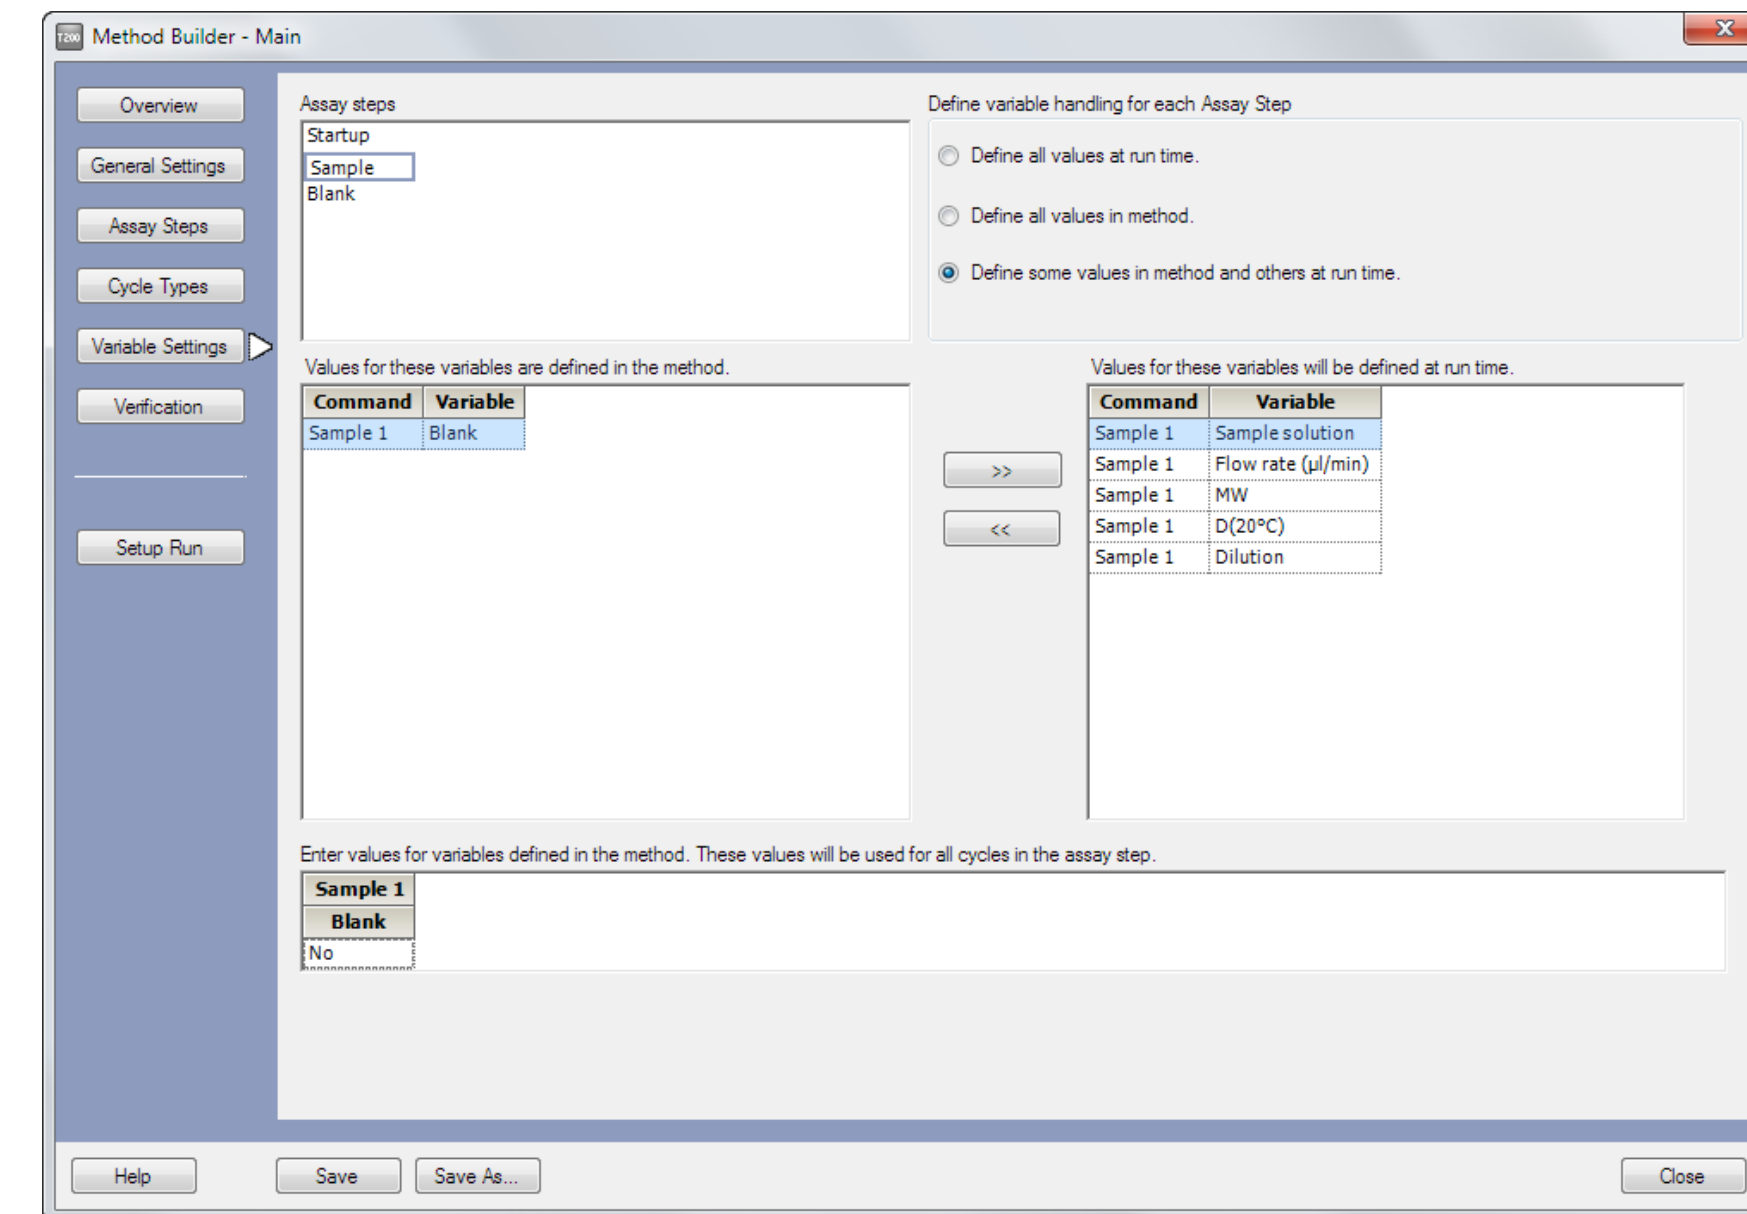 T200 Method Builder - Main
X
Overview
General Settings
Assay Steps
Cycle Types
Variable Settings
Verification
Setup Run
Assay steps
Startup
Sample
Blank
Define variable handling for each Assay Step
Define all values at run time.
Define all values in method.
Define some values in method and others at run time.
Values for these variables are defined in the method.
Command Variable
Sample 1 Blank
>>
<<
Values for these variables will be defined at run time.
Command Variable
Sample 1 Sample solution
Sample 1 Flow rate (µl/min)
Sample 1 MW
Sample 1 D(20°C)
Sample 1 Dilution
Enter values for variables defined in the method. These values will be used for all cycles in the assay step.
Sample 1
Blank
No
Help Save Save As... Close